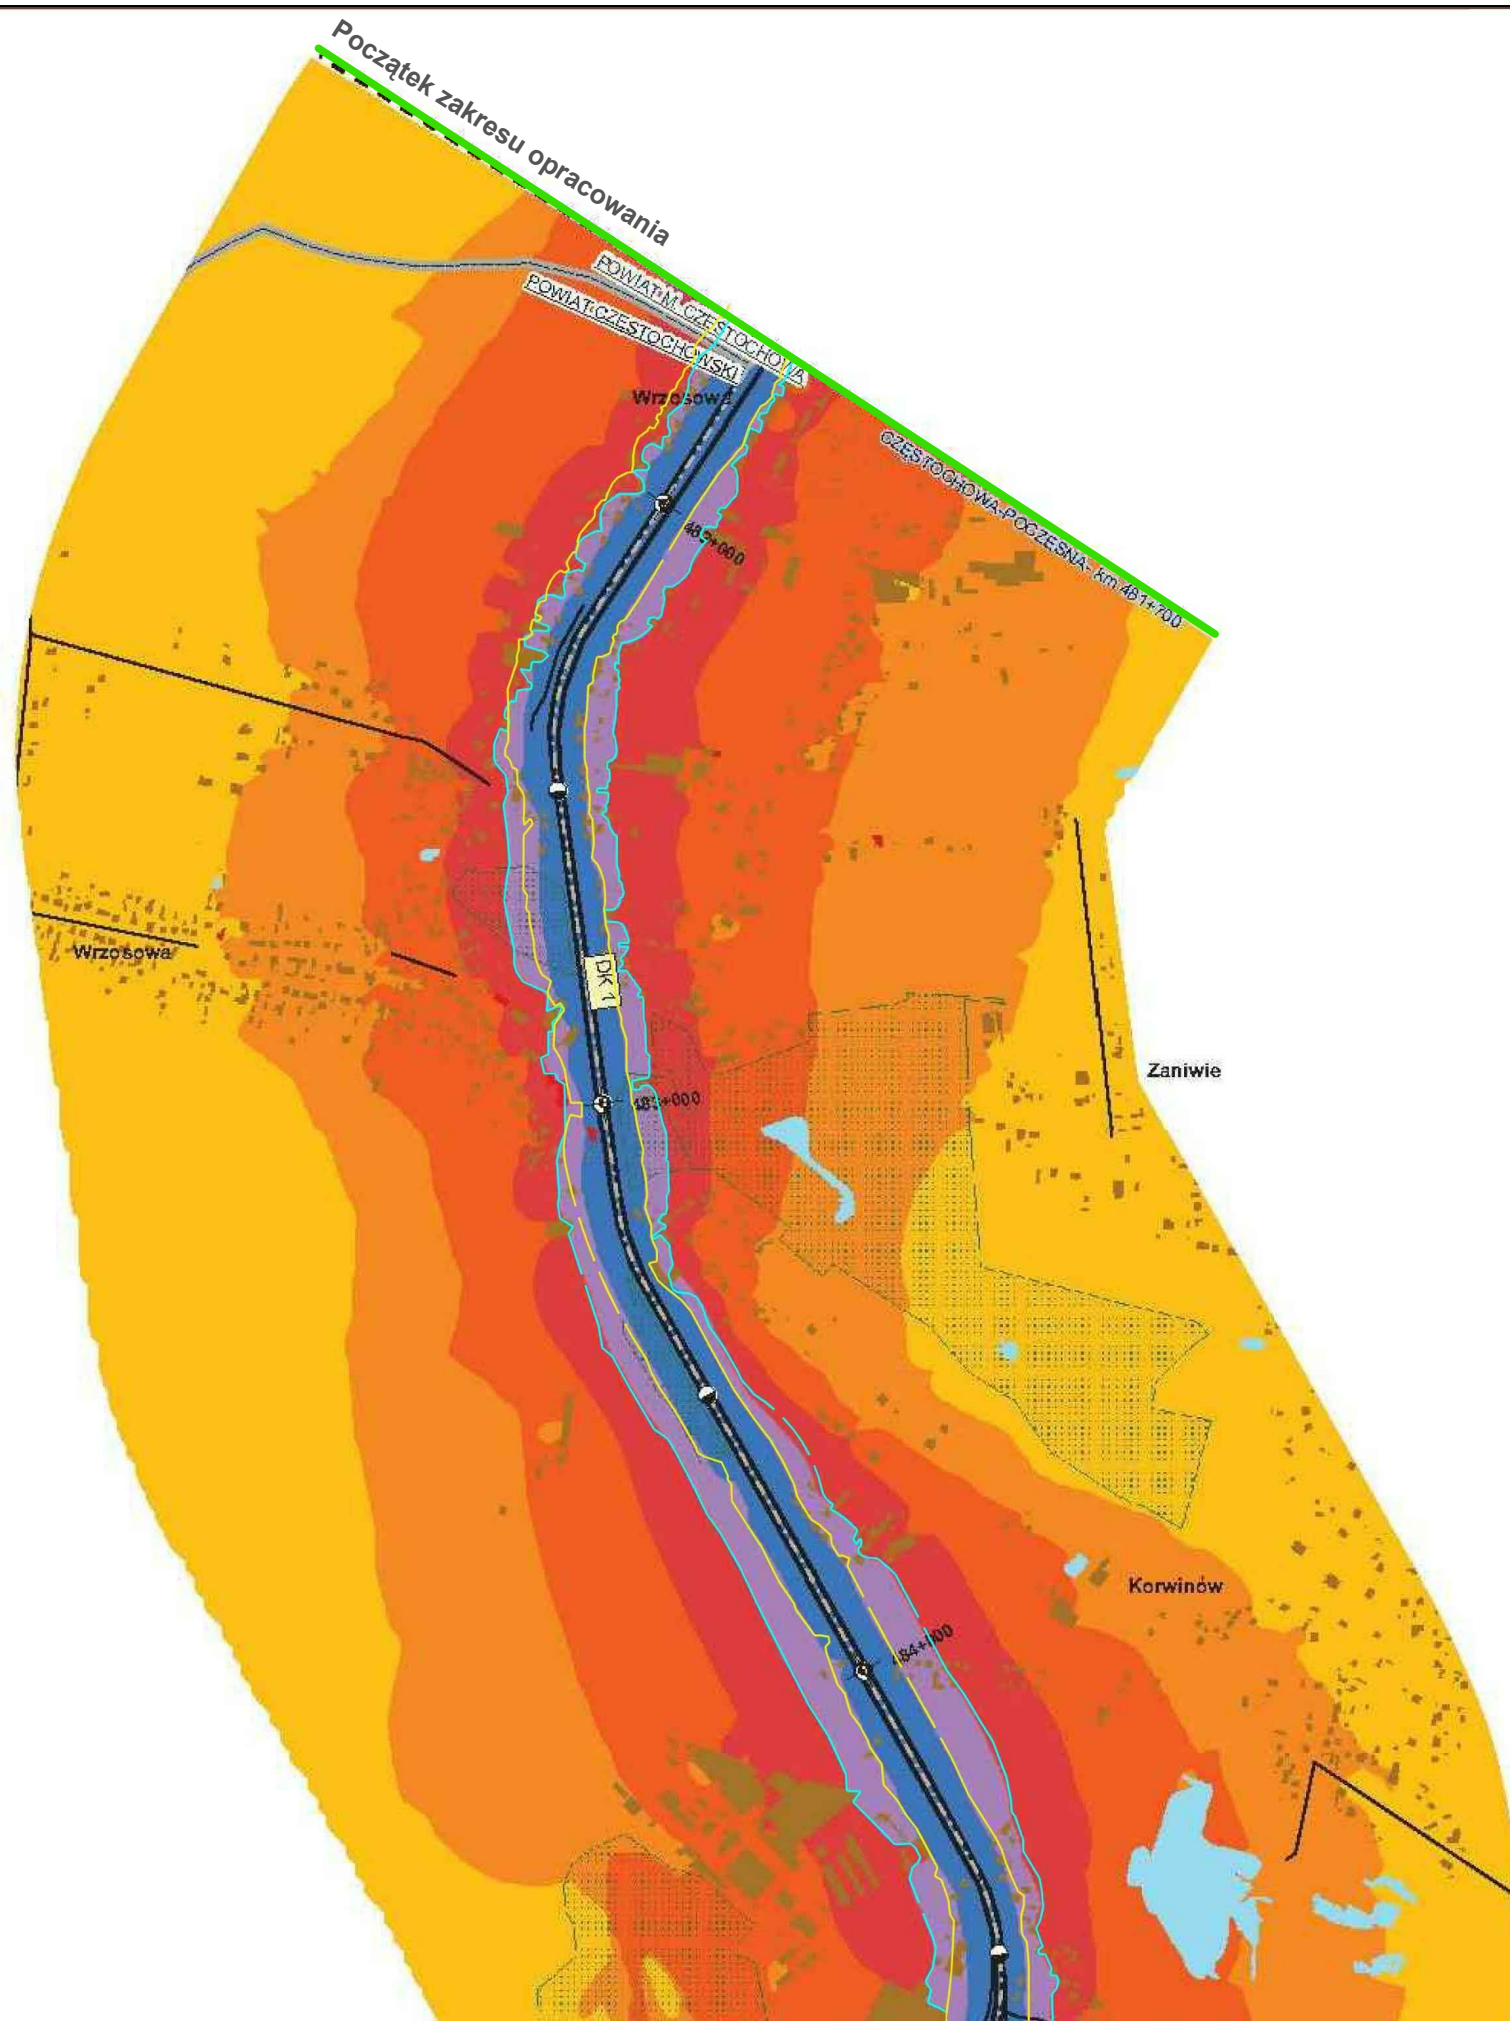 Początek zakresu opracowania
POWIAT M. CZĘSTOCHOWA
POWIAT CZĘSTOCHOWSKI
Wrzosowa
CZĘSTOCHOWA-POCZESNA- km 481+700
Wrzosowa
DK 1
Zaniwie
Korwinów
484+000